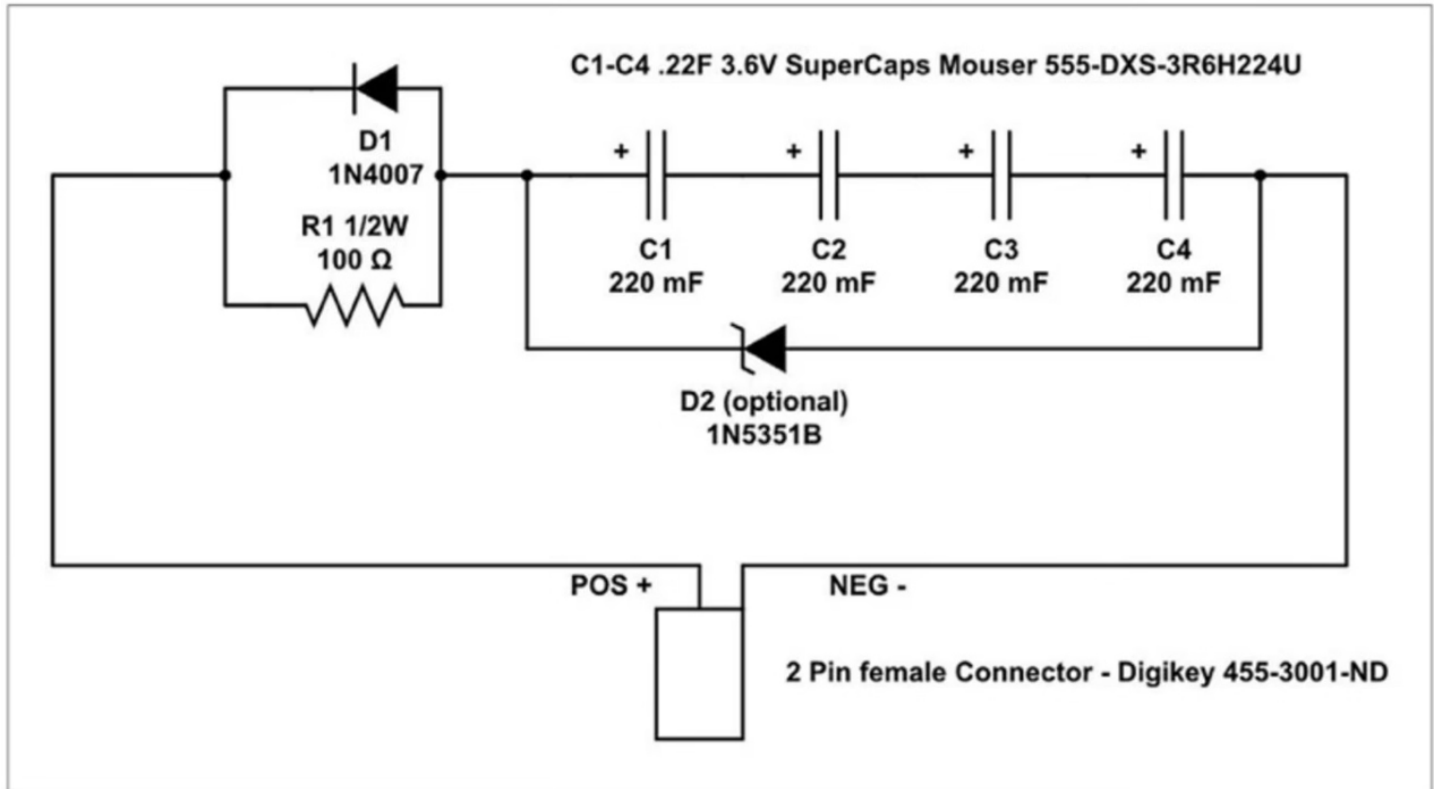 C1-C4 .22F 3.6V SuperCaps Mouser 555-DXS-3R6H224U
D1
1N4007
R1 1/2W
100 Ω
+
+
+
+
C1
220 mF
C2
220 mF
C3
220 mF
C4
220 mF
D2 (optional)
1N5351B
POS +
NEG -
2 Pin female Connector - Digikey 455-3001-ND